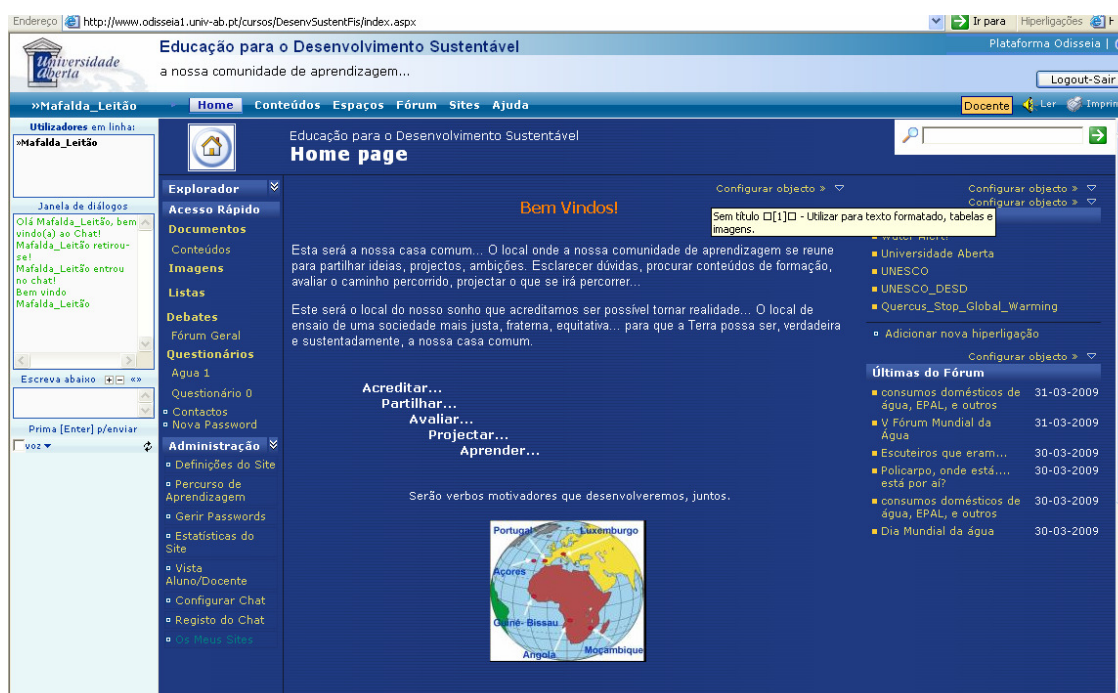 Endereço http://www.odisseia1.univ-ab.pt/cursos/DesenvSustentFis/index.aspx
Ir para Hiperligações
Universidade
Aberta
Educação para o Desenvolvimento Sustentável
a nossa comunidade de aprendizagem...
Plataforma Odisseia |
Logout-Sair
»Mafalda_Leitão
Home Conteúdos Espaços Fórum Sites Ajuda
Docente Ler Imprin
Utilizadores em linha:
»Mafalda_Leitão
Janela de diálogos
Olá Mafalda_Leitão, bem
vindo(a) ao Chat!
Mafalda_Leitão retirou-
se!
Mafalda_Leitão entrou
no chat!
Bem vindo
Mafalda_Leitão
Escreva abaixo «»
Prima [Enter] p/enviar
voz
Educação para o Desenvolvimento Sustentável
Home page
Explorador
Acesso Rápido
Documentos
Conteúdos
Imagens
Listas
Debates
Fórum Geral
Questionários
Agua 1
Questionário 0
Contactos
Nova Password
Administração
Definições do Site
Percurso de
Aprendizagem
Gerir Passwords
Estatísticas do
Site
Vista
Aluno/Docente
Configurar Chat
Registo do Chat
Os Meus Sites
Configurar objecto »
Bem Vindos!
Sem título □[1]□ - Utilizar para texto formatado, tabelas e
imagens.
Esta será a nossa casa comum... O local onde a nossa comunidade de aprendizagem se reune
para partilhar ideias, projectos, ambições. Esclarecer dúvidas, procurar conteúdos de formação,
avaliar o caminho percorrido, projectar o que se irá percorrer...
Este será o local do nosso sonho que acreditamos ser possível tornar realidade... O local de
ensaio de uma sociedade mais justa, fraterna, equitativa... para que a Terra possa ser, verdadeira
e sustentadamente, a nossa casa comum.
Acreditar...
Partilhar...
Avaliar...
Projectar...
Aprender...
Serão verbos motivadores que desenvolveremos, juntos.
Portugal Luxemburgo
Açores
Guiné- Bissau
Angola Moçambique
Configurar objecto »
Configurar objecto »
Water Alert!
Universidade Aberta
UNESCO
UNESCO_DESD
Quercus_Stop_Global_Warming
Adicionar nova hiperligação
Configurar objecto »
Últimas do Fórum
consumos domésticos de 31-03-2009
água, EPAL, e outros
V Fórum Mundial da 31-03-2009
Água
Escuteiros que eram... 30-03-2009
Policarpo, onde está.... 30-03-2009
está por aí?
consumos domésticos de 30-03-2009
água, EPAL, e outros
Dia Mundial da água 30-03-2009